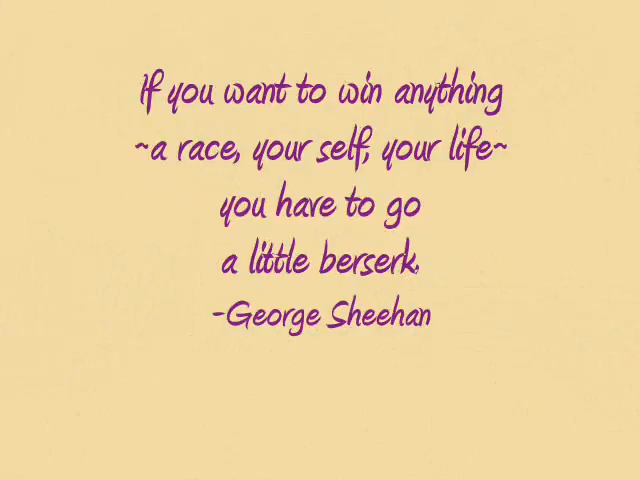 If you want to win anything
~a race, your self, your life~
you have to go
a little berserk.
-George Sheehan